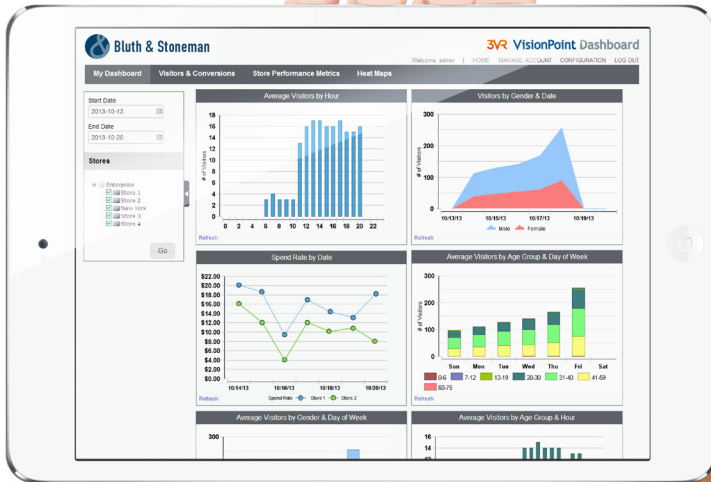 Bluth & Stoneman
3VR VisionPoint Dashboard
Welcome, admin | HOME MANAGE ACCOUNT CONFIGURATION LOG OUT
My Dashboard Visitors & Conversions Store Performance Metrics Heat Maps
Start Date
2013-10-13
End Date
2013-10-20
Stores
Enterprise
Store 1
Store 2
New York
Store 3
Store 4
Go
Average Visitors by Hour
# of Visitors
18
16
14
12
10
8
6
4
2
0
0 2 4 6 8 10 12 14 16 18 20 22
Refresh
Visitors by Gender & Date
# of Visitors
300
200
100
0
10/13/13 10/15/13 10/17/13 10/19/13
Male Female
Refresh
Spend Rate by Date
$22.00
$20.00
$18.00
$16.00
$14.00
$12.00
$10.00
$8.00
$6.00
$4.00
$2.00
$0.00
10/14/13 10/16/13 10/18/13 10/20/13
Spend Rate Store 1 Store 2
Refresh
Average Visitors by Age Group & Day of Week
# of Visitors
300
200
100
0
Sun Mon Tue Wed Thu Fri Sat
0-6 7-12 13-19 20-30 31-40 41-59
60-75
Refresh
Average Visitors by Gender & Day of Week
300
Average Visitors by Age Group & Hour
16
14